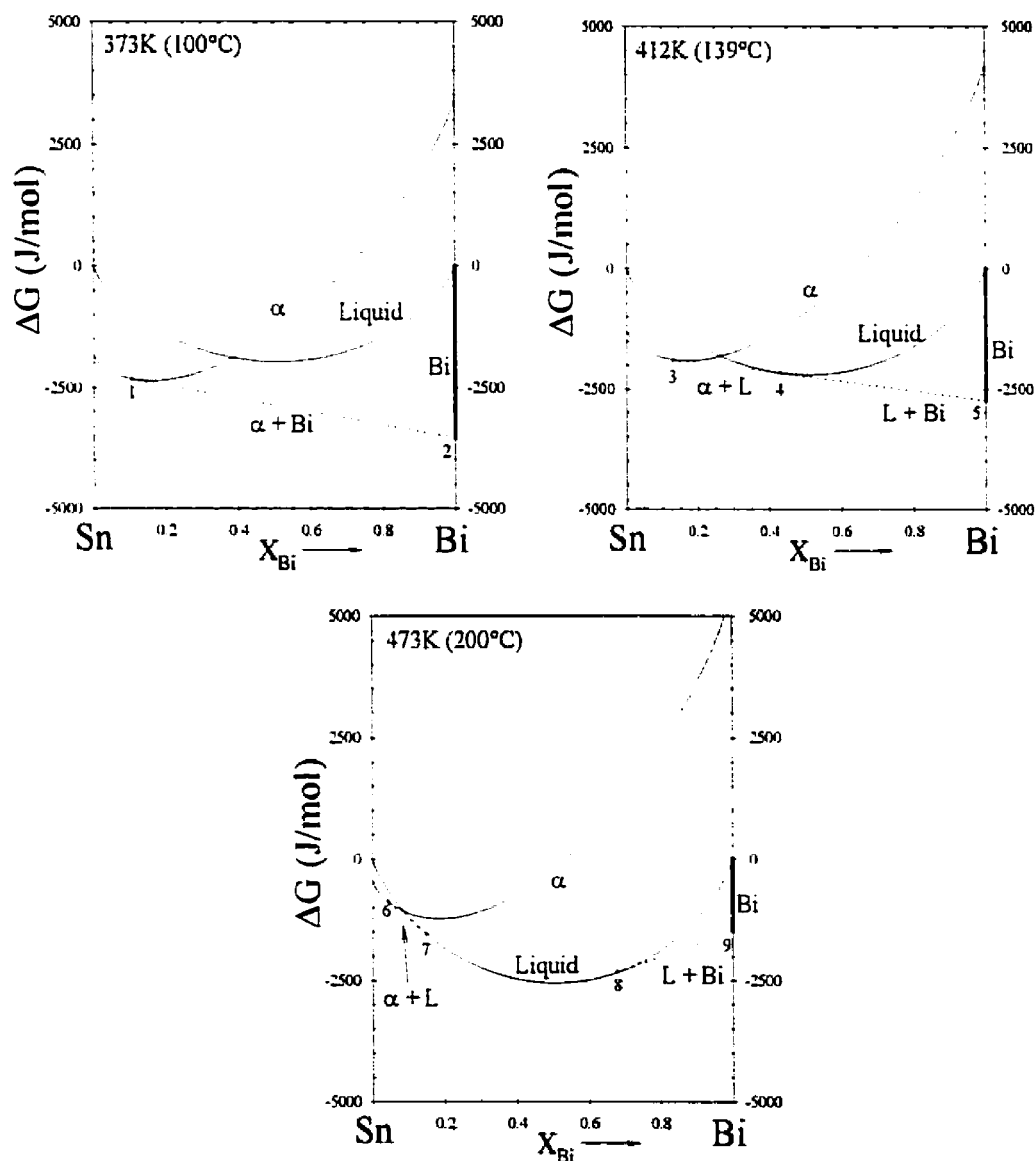 373K (100°C)
5000
5000
2500
2500
0
0
-2500
-2500
-5000
-5000
ΔG (J/mol)
α
Liquid
Bi
1
α + Bi
2
Sn
0.2
0.4
0.6
0.8
Bi
X_Bi
412K (139°C)
5000
5000
2500
2500
0
0
-2500
-2500
-5000
-5000
ΔG (J/mol)
α
Liquid
Bi
3
α + L
4
L + Bi
5
Sn
0.2
0.4
0.6
0.8
Bi
X_Bi
473K (200°C)
5000
5000
2500
2500
0
0
-2500
-2500
-5000
-5000
ΔG (J/mol)
α
Bi
6
7
Liquid
8
9
L + Bi
α + L
Sn
0.2
0.4
0.6
0.8
Bi
X_Bi